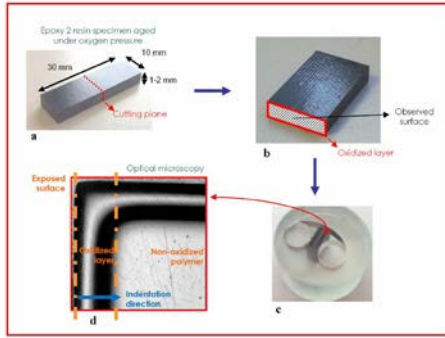 Epoxy 2 resin specimen aged
under oxygen pressure
30 mm
10 mm
1-2 mm
Cutting plane
a
Observed
surface
b
Oxidized layer
Optical microscopy
Exposed
surface
Oxidized
layer
Non-oxidized
polymer
Indentation
direction
d
c